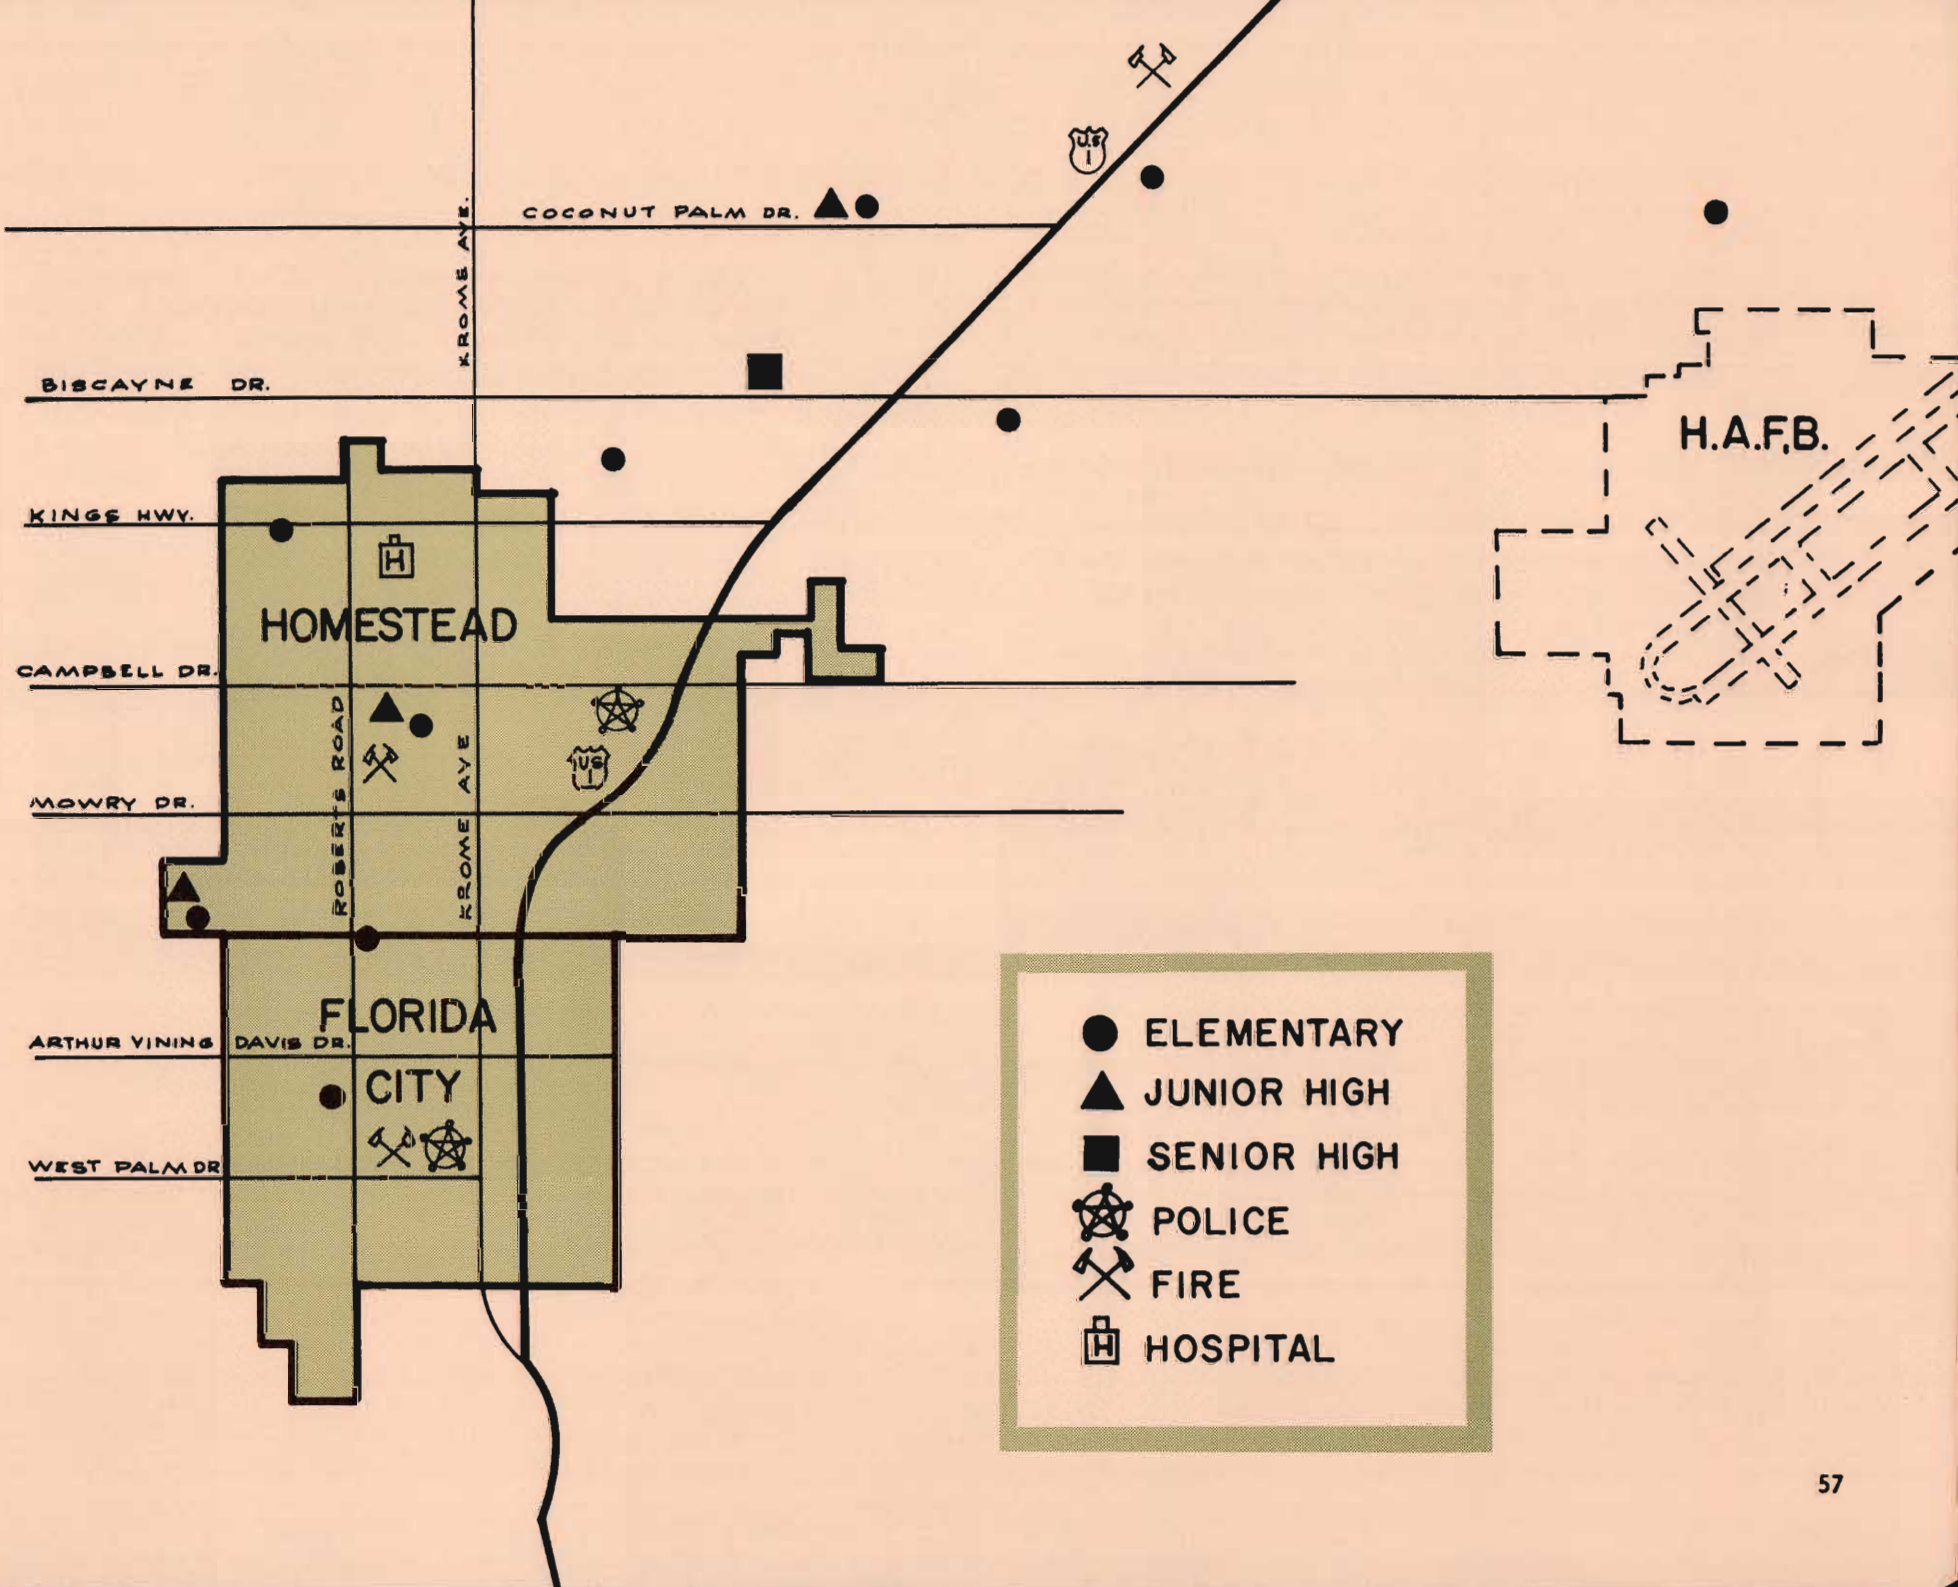 U.S
1
COCONUT PALM DR.
KROME AVE.
BISCAYNE DR.
H.A.F.B.
KINGS HWY.
H
HOMESTEAD
CAMPBELL DR.
ROBERTS ROAD
KROME AVE
US
1
MOWRY DR.
FLORIDA
ARTHUR VINING DAVIS DR.
CITY
WEST PALM DR
ELEMENTARY
JUNIOR HIGH
SENIOR HIGH
POLICE
FIRE
H HOSPITAL
57